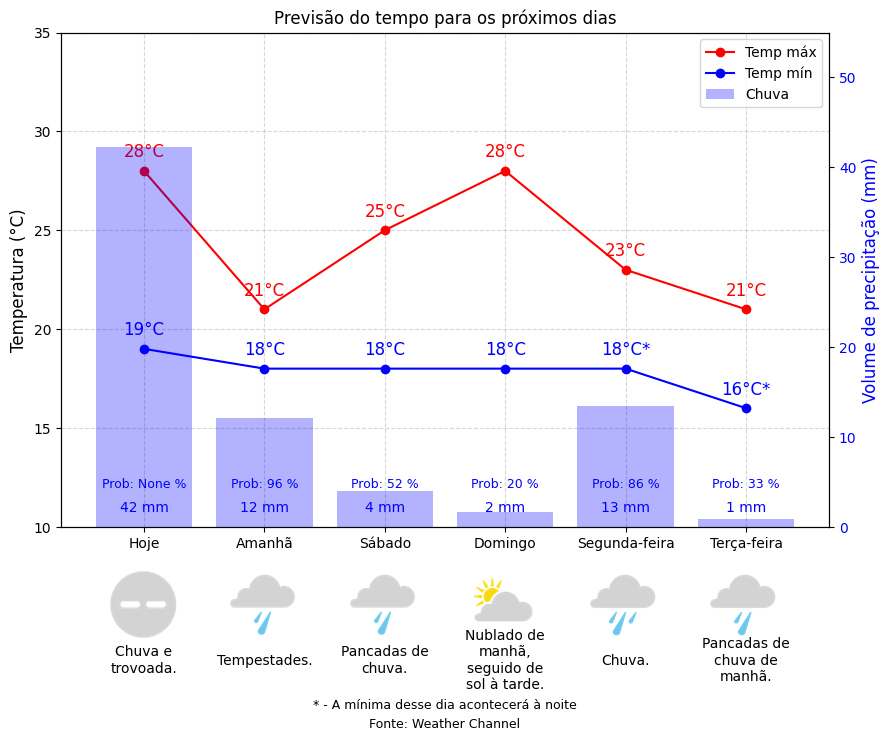 Previsão do tempo para os próximos dias
35
30
25
20
15
10
Temperatura (°C)
50
40
30
20
10
0
Volume de precipitação (mm)
Temp máx
Temp mín
Chuva
28°C
21°C
25°C
28°C
23°C
21°C
19°C
18°C
18°C
18°C
18°C*
16°C*
Prob: None %
Prob: 96 %
Prob: 52 %
Prob: 20 %
Prob: 86 %
Prob: 33 %
42 mm
12 mm
4 mm
2 mm
13 mm
1 mm
Hoje
Amanhã
Sábado
Domingo
Segunda-feira
Terça-feira
Chuva e
trovoada.
Tempestades.
Pancadas de
chuva.
Nublado de
manhã,
seguido de
sol à tarde.
Chuva.
Pancadas de
chuva de
manhã.
* - A mínima desse dia acontecerá à noite
Fonte: Weather Channel